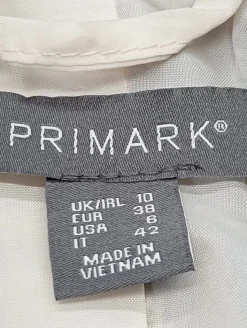 PRIMARK®
UK/IRL 10
EUR 38
USA 6
IT 42
MADE IN
VIETNAM